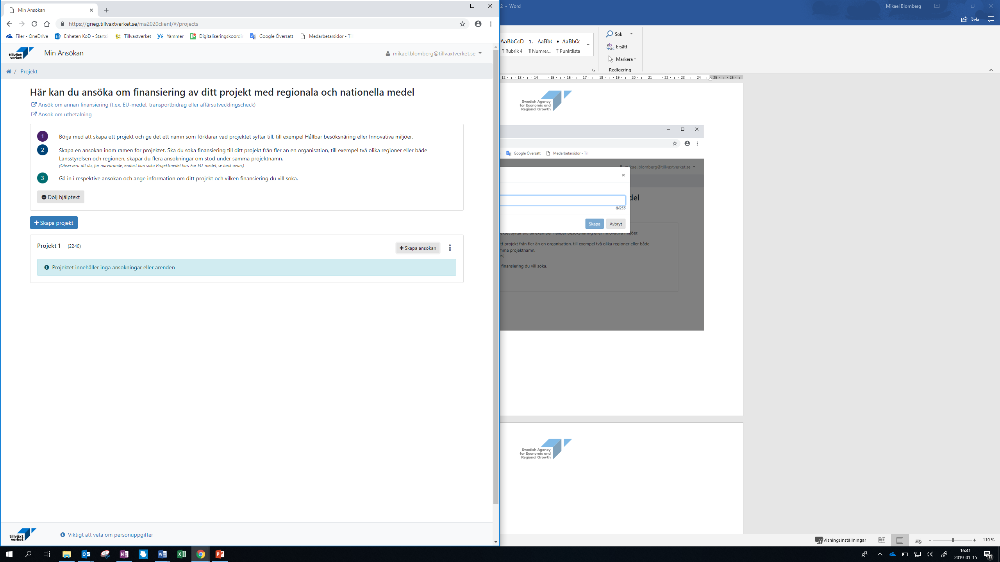 Min Ansökan
https://grieg.tillvaxtverket.se/ma2020client/#/projects
Filer - OneDrive
Enheten KoD - Starts
Tillväxtverket
Yammer
Digitaliseringskoordin
Google Översätt
Medarbetarsidor - Til
tillväxt
verket
Min Ansökan
mikael.blomberg@tillvaxtverket.se
/ Projekt
Här kan du ansöka om finansiering av ditt projekt med regionala och nationella medel
Ansök om annan finansiering (t.ex. EU-medel, transportbidrag eller affärsutvecklingscheck)
Ansök om utbetalning
1 Börja med att skapa ett projekt och ge det ett namn som förklarar vad projektet syftar till, till exempel Hållbar besöksnäring eller Innovativa miljöer.
2 Skapa en ansökan inom ramen för projektet. Ska du söka finansiering till ditt projekt från fler än en organisation, till exempel två olika regioner eller både
Länsstyrelsen och regionen, skapar du flera ansökningar om stöd under samma projektnamn.
(Observera att du, för närvarande, endast kan söka Projektmedel här. För EU-medel, se länk ovan.)
3 Gå in i respektive ansökan och ange information om ditt projekt och vilken finansiering du vill söka.
Dölj hjälptext
Skapa projekt
Projekt 1 (2240)
Skapa ansökan
Projektet innehåller inga ansökningar eller ärenden
tillväxt
verket
Viktigt att veta om personuppgifter
2 - Word
Mikael Blomberg
Dela
AaBbCcD
1. AaBb(
• AaBbCc
¶ Rubrik 4
¶ Numrer...
¶ Punktlista
Sök
Ersätt
Markera
Redigering
12 13 14 15 16 17 18 19 20 21 22 23 24 25 26
Swedish Agency
for Economic and
Regional Growth
Google Översätt
Medarbetarsidor - Til
mikael.blomberg@tillvaxtverket.se
×
del
0/255
Skapa
Avbryt
ektet syftar till, till exempel Hållbar besöksnäring eller Innovativa miljöer.
tt projekt från fler än en organisation, till exempel två olika regioner eller både
mma projektnamn.
finansiering du vill söka.
Swedish Agency
for Economic and
Regional Growth
Visningsinställningar
110 %
16:41
2019-01-15
11